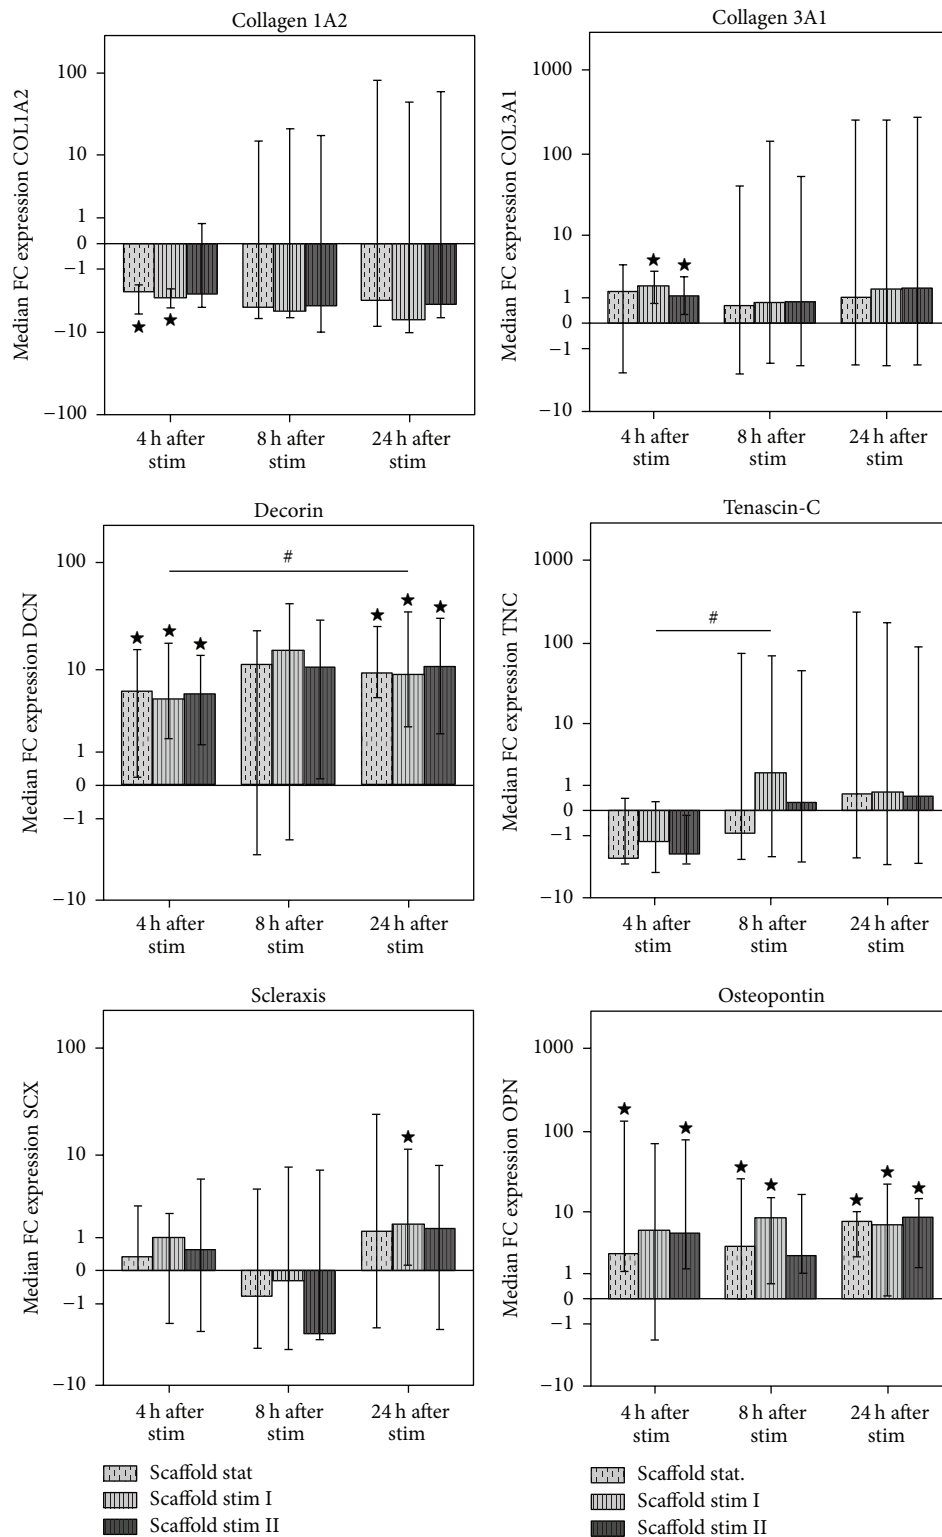 Collagen 1A2
Median FC expression COL1A2
100
10
1
0
−1
−10
−100
4 h after
stim
8 h after
stim
24 h after
stim
Collagen 3A1
Median FC expression COL3A1
1000
100
10
1
0
−1
−10
4 h after
stim
8 h after
stim
24 h after
stim
Decorin
Median FC expression DCN
100
10
1
0
−1
−10
#
4 h after
stim
8 h after
stim
24 h after
stim
Tenascin-C
Median FC expression TNC
1000
100
10
1
0
−1
−10
#
4 h after
stim
8 h after
stim
24 h after
stim
Scleraxis
Median FC expression SCX
100
10
1
0
−1
−10
4 h after
stim
8 h after
stim
24 h after
stim
Scaffold stat
Scaffold stim I
Scaffold stim II
Osteopontin
Median FC expression OPN
1000
100
10
1
0
−1
−10
4 h after
stim
8 h after
stim
24 h after
stim
Scaffold stat.
Scaffold stim I
Scaffold stim II